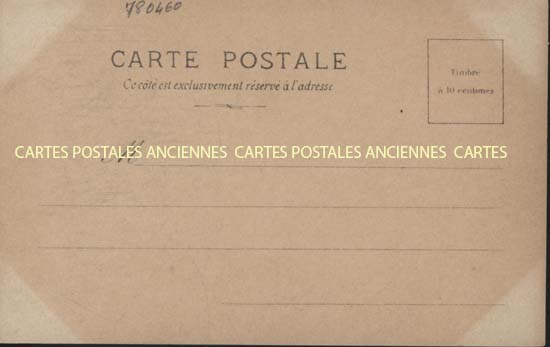 780460
CARTE POSTALE
Timbre
à 10 centimes
Ce côté est exclusivement réservé à l'adresse
M
CARTES POSTALES ANCIENNES CARTES POSTALES ANCIENNES CARTES